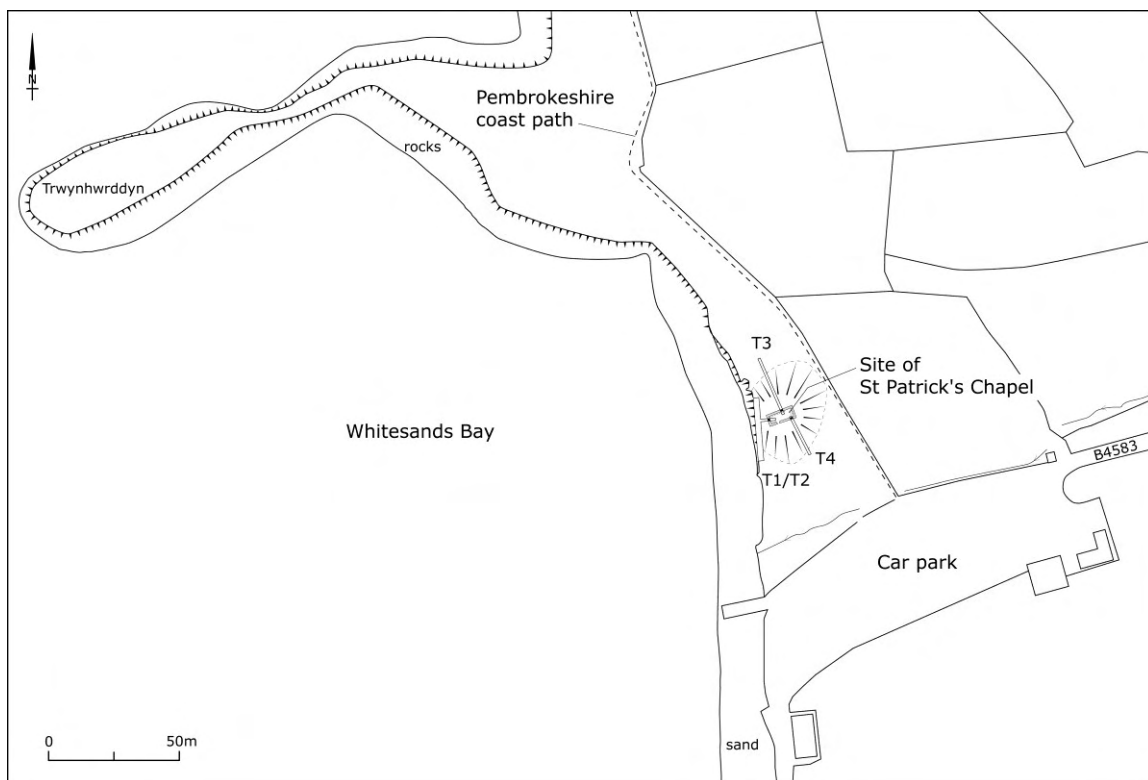 N
Pembrokeshire
coast path
rocks
Trwynhwrddyn
T3
Site of
St Patrick's Chapel
Whitesands Bay
T4
B4583
T1/T2
Car park
0 50m
sand